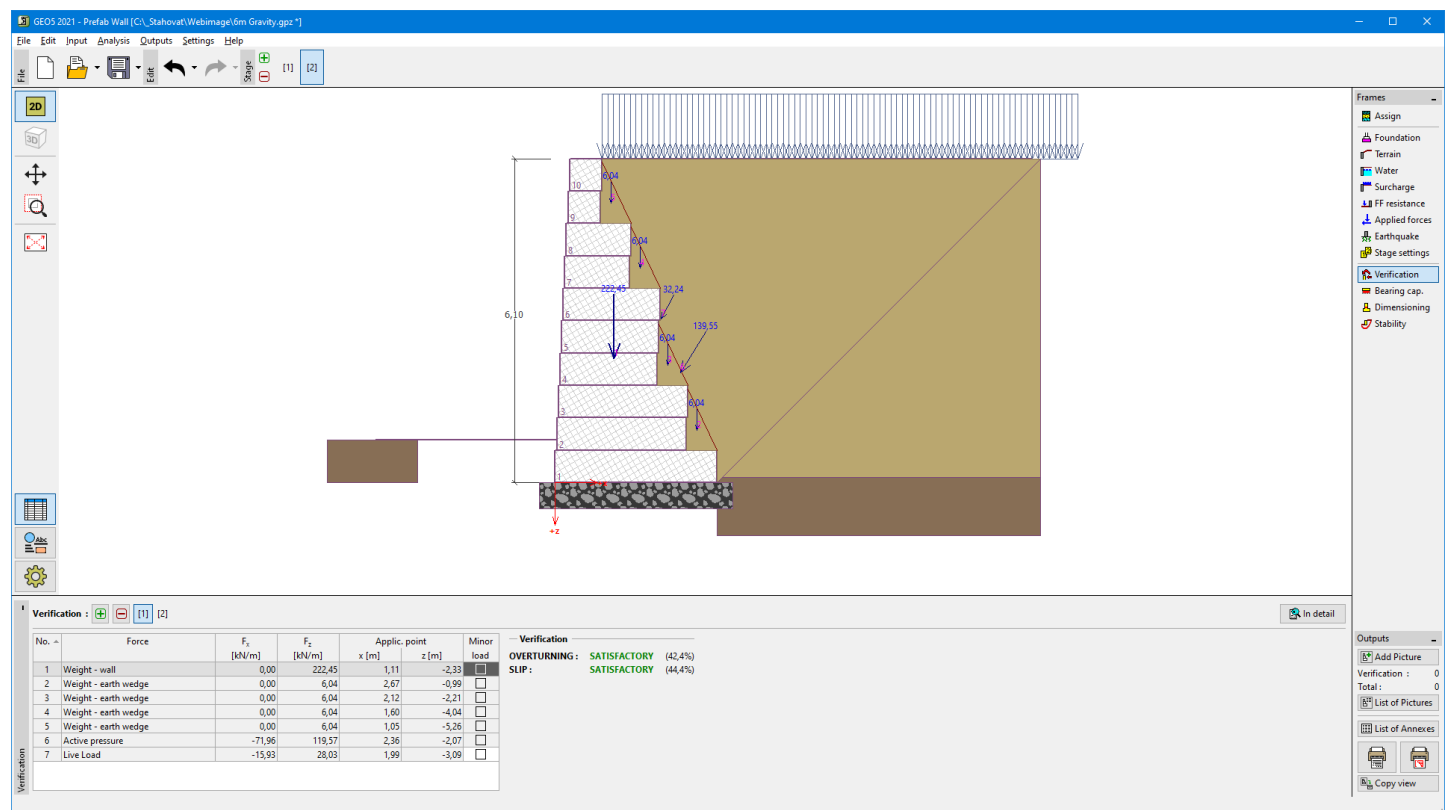 GEO5 2021 - Prefab Wall [C:\_Stahovat\Webimage\6m Gravity.gpz *]
File Edit Input Analysis Outputs Settings Help
File Edit Stage [1] [2]
2D
3D
Abc
6,04
10
9
8
6,04
7
222,45
32,24
6,10
6
139,55
5
6,04
4
6,04
3
2
1
+z
Frames
Assign
Foundation
Terrain
Water
Surcharge
FF resistance
Applied forces
Earthquake
Stage settings
Verification
Bearing cap.
Dimensioning
Stability
Verification : [1] [2]
In detail
No. Force Fx Fz Applic. point Minor
[kN/m] [kN/m] x [m] z [m] load
1 Weight - wall 0,00 222,45 1,11 -2,33
2 Weight - earth wedge 0,00 6,04 2,67 -0,99
3 Weight - earth wedge 0,00 6,04 2,12 -2,21
4 Weight - earth wedge 0,00 6,04 1,60 -4,04
5 Weight - earth wedge 0,00 6,04 1,05 -5,26
6 Active pressure -71,96 119,57 2,36 -2,07
7 Live Load -15,93 28,03 1,99 -3,09
Verification
OVERTURNING : SATISFACTORY (42,4%)
SLIP : SATISFACTORY (44,4%)
Verification
Outputs
Add Picture
Verification : 0
Total : 0
List of Pictures
List of Annexes
Copy view